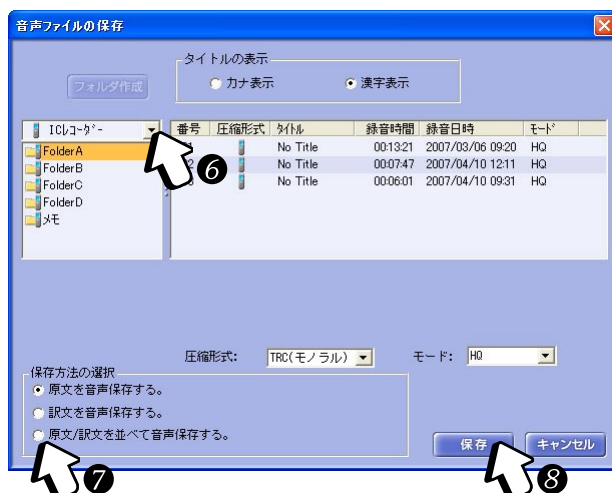 音声ファイルの保存
タイトルの表示
フォルダ作成
カナ表示
漢字表示
ICレコーダー
番号 圧縮形式 タイトル 録音時間 録音日時 モード
FolderA
FolderB
FolderC
FolderD
メモ
1 No Title 00:13:21 2007/03/06 09:20 HQ
2 No Title 00:07:47 2007/04/10 12:11 HQ
3 No Title 00:06:01 2007/04/10 09:31 HQ
❻
圧縮形式: TRC(モノラル) モード: HQ
保存方法の選択
原文を音声保存する。
訳文を音声保存する。
原文/訳文を並べて音声保存する。
保存 キャンセル
❼
❽